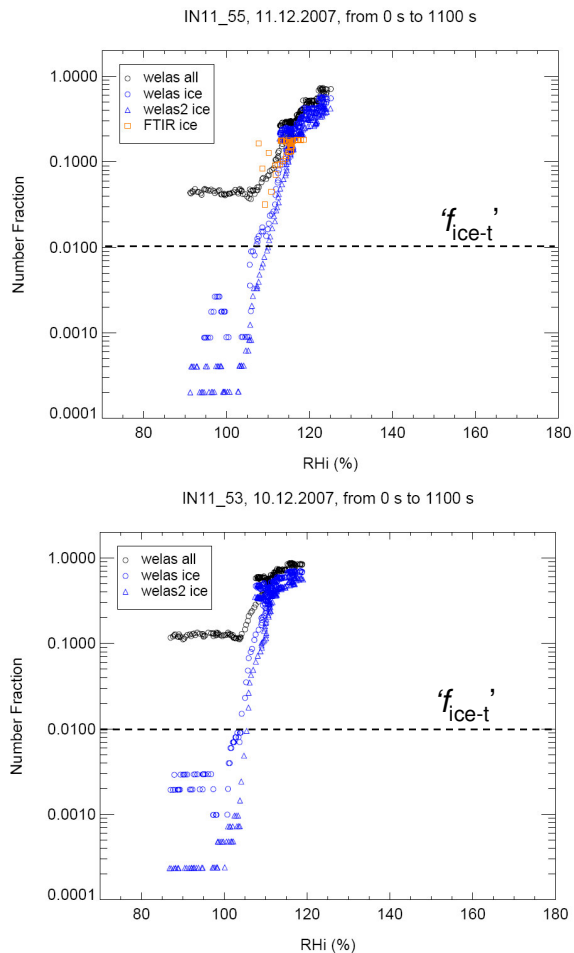 IN11_55, 11.12.2007, from 0 s to 1100 s
1.0000
0.1000
0.0100
0.0010
0.0001
Number Fraction
welas all
welas ice
welas2 ice
FTIR ice
'fice-t'
80 100 120 140 160 180
RHi (%)
IN11_53, 10.12.2007, from 0 s to 1100 s
1.0000
0.1000
0.0100
0.0010
0.0001
Number Fraction
welas all
welas ice
welas2 ice
'fice-t'
80 100 120 140 160 180
RHi (%)